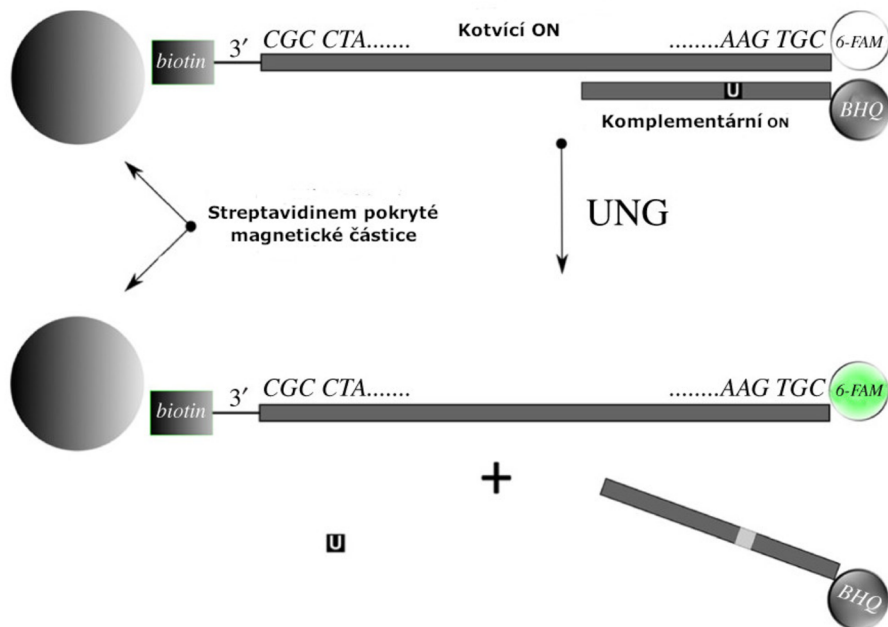 biotin 3′ CGC CTA....... Kotvící ON ........AAG TGC 6-FAM
U BHQ
Komplementární ON
Streptavidinem pokryté
magnetické částice
UNG
biotin 3′ CGC CTA....... ........AAG TGC 6-FAM
+
U
BHQ